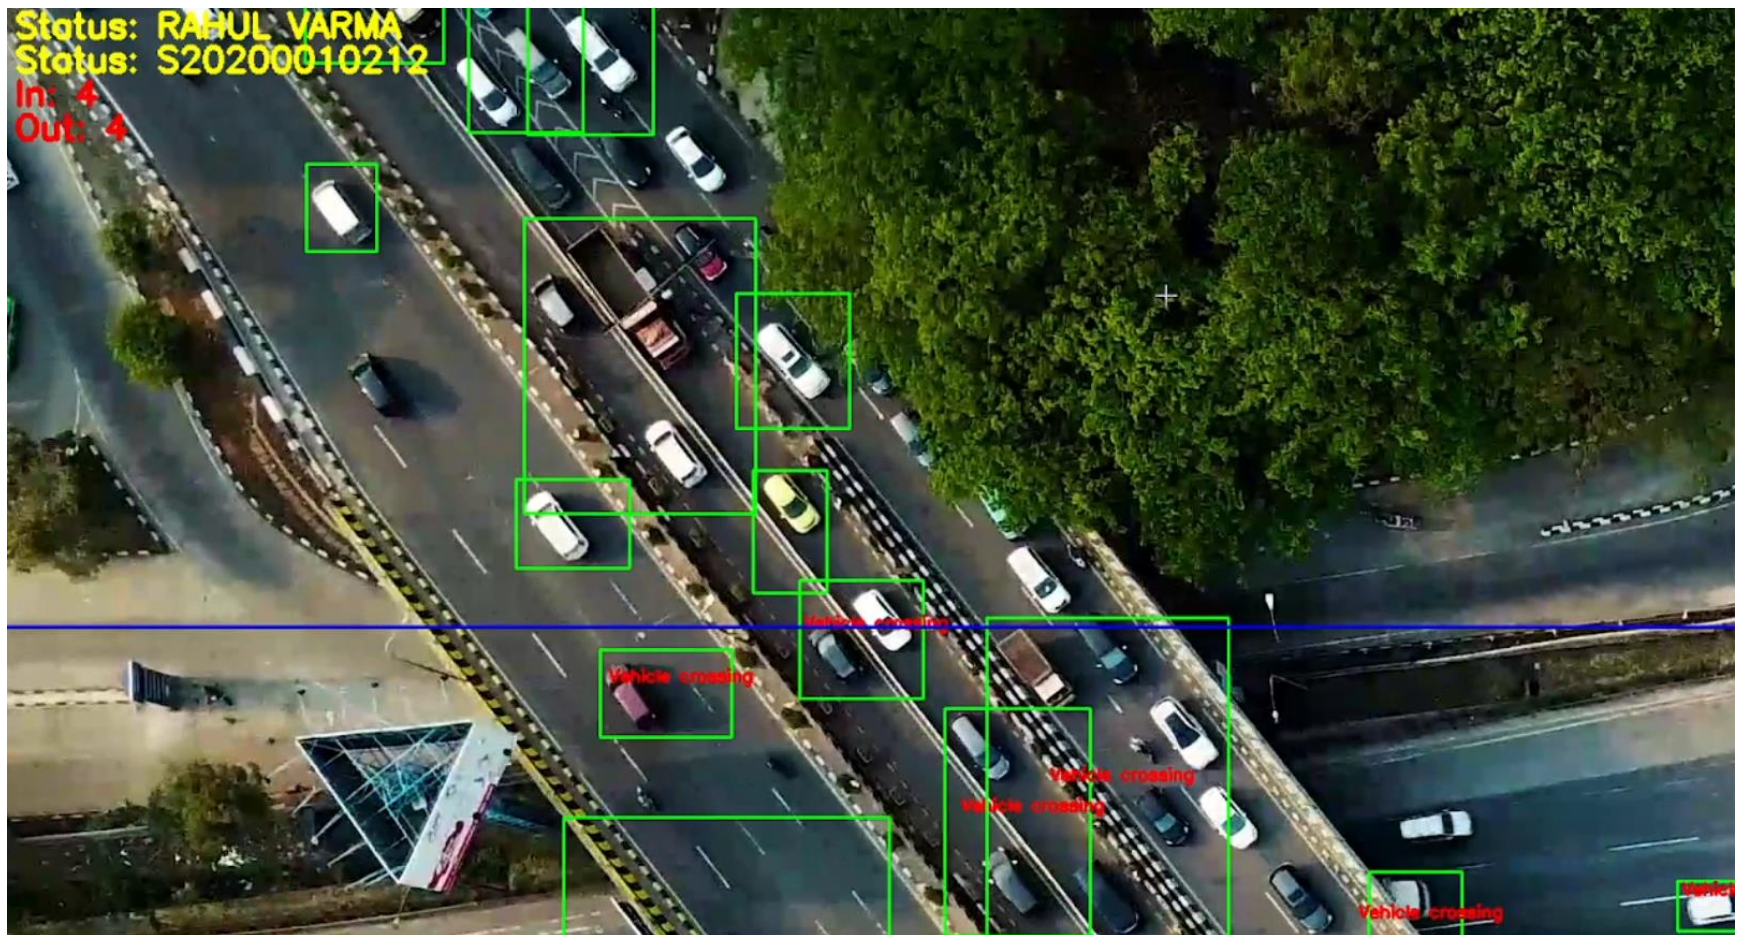 Status: RAHUL VARMA
Status: S20200010212
In: 4
Out: 4
Vehicle crossing
Vehicle crossing
Vehicle crossing
Vehicle crossing
Vehicle crossing